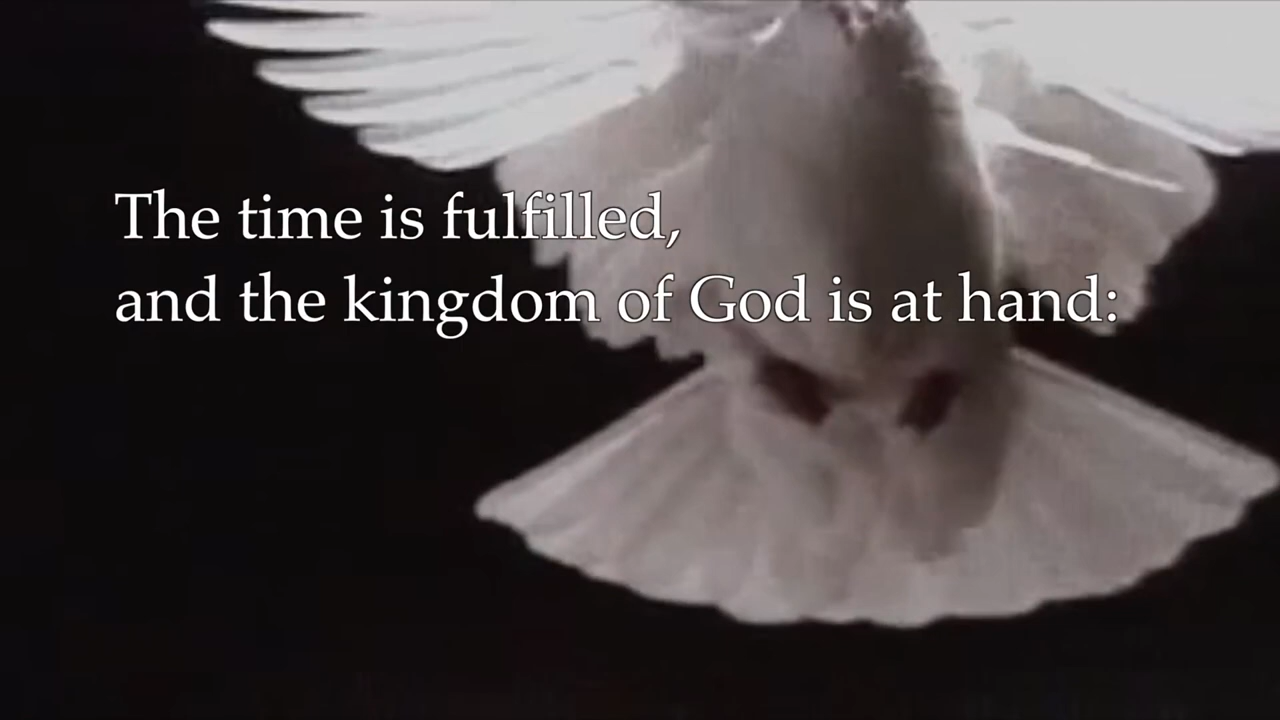 The time is fulfilled,
and the kingdom of God is at hand: